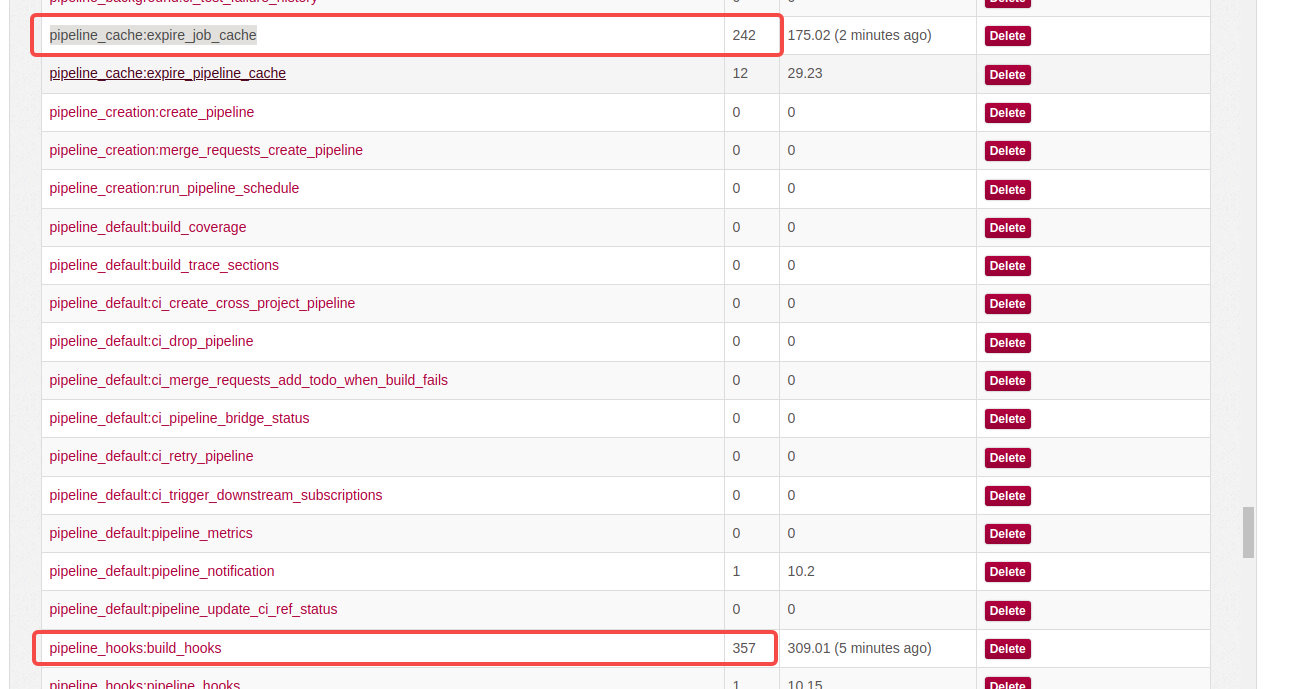 pipeline_background:ci_test_failure_history 0 0 Delete
pipeline_cache:expire_job_cache 242 175.02 (2 minutes ago) Delete
pipeline_cache:expire_pipeline_cache 12 29.23 Delete
pipeline_creation:create_pipeline 0 0 Delete
pipeline_creation:merge_requests_create_pipeline 0 0 Delete
pipeline_creation:run_pipeline_schedule 0 0 Delete
pipeline_default:build_coverage 0 0 Delete
pipeline_default:build_trace_sections 0 0 Delete
pipeline_default:ci_create_cross_project_pipeline 0 0 Delete
pipeline_default:ci_drop_pipeline 0 0 Delete
pipeline_default:ci_merge_requests_add_todo_when_build_fails 0 0 Delete
pipeline_default:ci_pipeline_bridge_status 0 0 Delete
pipeline_default:ci_retry_pipeline 0 0 Delete
pipeline_default:ci_trigger_downstream_subscriptions 0 0 Delete
pipeline_default:pipeline_metrics 0 0 Delete
pipeline_default:pipeline_notification 1 10.2 Delete
pipeline_default:pipeline_update_ci_ref_status 0 0 Delete
pipeline_hooks:build_hooks 357 309.01 (5 minutes ago) Delete
pipeline_hooks:pipeline_hooks 1 10.15 Delete